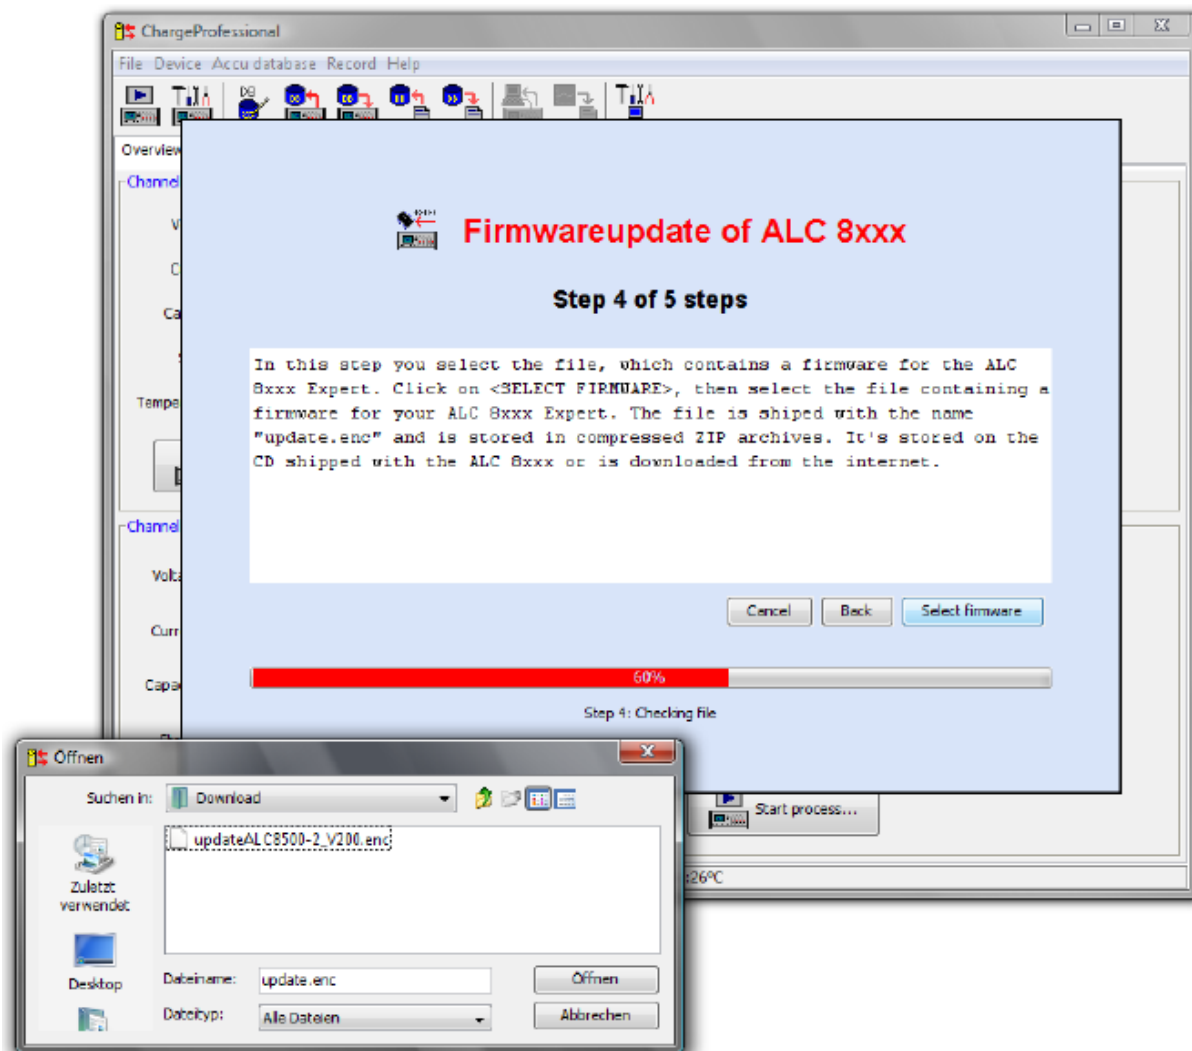 ChargeProfessional
File Device Accu database Record Help
Overview
Channel
V
C
Ca
Tempe
Channel
Volta
Curr
Capa
Firmwareupdate of ALC 8xxx
Step 4 of 5 steps
In this step you select the file, which contains a firmware for the ALC
8xxx Expert. Click on <SELECT FIRMWARE>, then select the file containing a
firmware for your ALC 8xxx Expert. The file is shiped with the name
"update.enc" and is stored in compressed ZIP archives. It's stored on the
CD shipped with the ALC 8xxx or is downloaded from the internet.
Cancel Back Select firmware
60%
Step 4: Checking file
Start process...
:26°C
Öffnen
Suchen in: Download
updateALC8500-2_V200.enc
Zuletzt
verwendet
Desktop
Dateiname: update.enc Öffnen
Dateityp: Alle Dateien Abbrechen